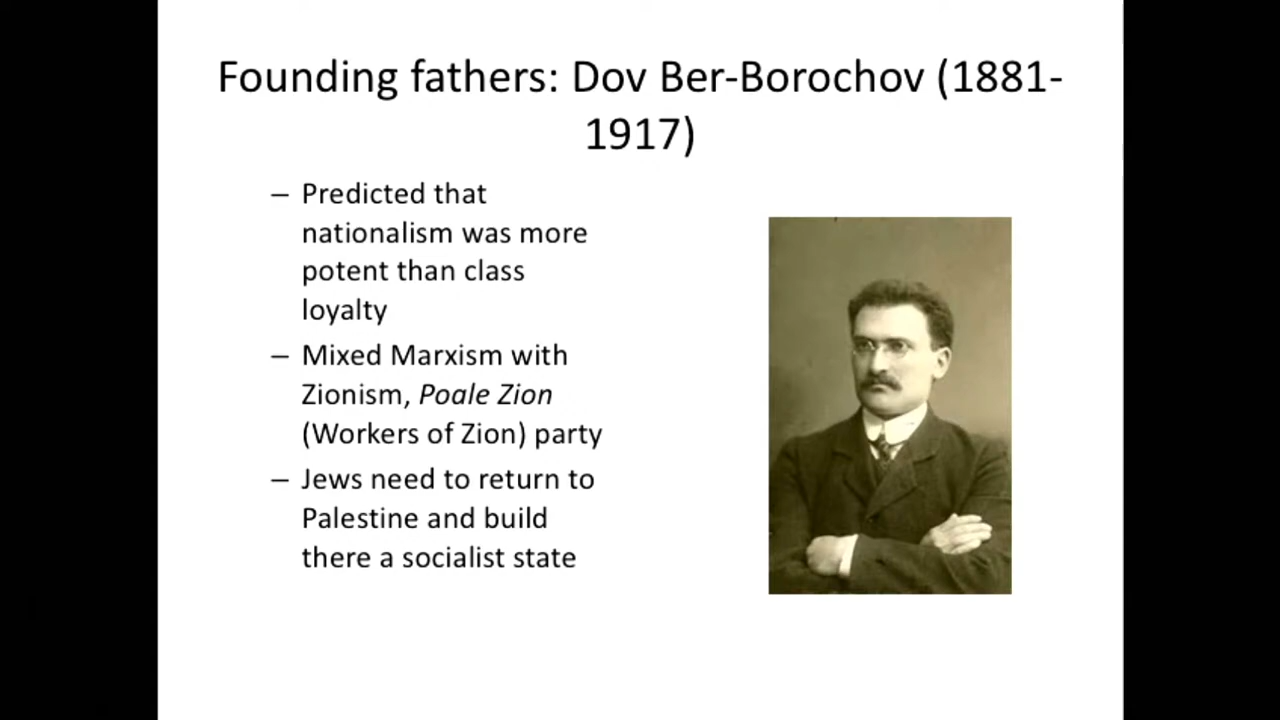 Founding fathers: Dov Ber-Borochov (1881-
1917)
– Predicted that
nationalism was more
potent than class
loyalty
– Mixed Marxism with
Zionism, Poale Zion
(Workers of Zion) party
– Jews need to return to
Palestine and build
there a socialist state